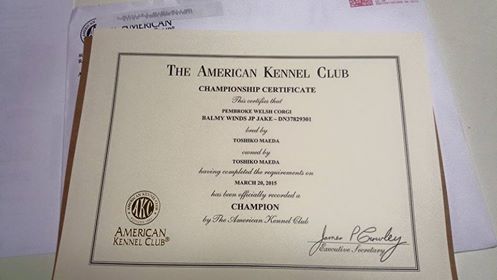 THE AMERICAN KENNEL CLUB
CHAMPIONSHIP CERTIFICATE
This certifies that
PEMBROKE WELSH CORGI
BALMY WINDS JP JAKE – DN37829301
bred by
TOSHIKO MAEDA
owned by
TOSHIKO MAEDA
having completed the requirements on
MARCH 20, 2015
has been officially recorded a
CHAMPION
by The American Kennel Club
AKC
AMERICAN
KENNEL CLUB®
James P Crowley
Executive Secretary